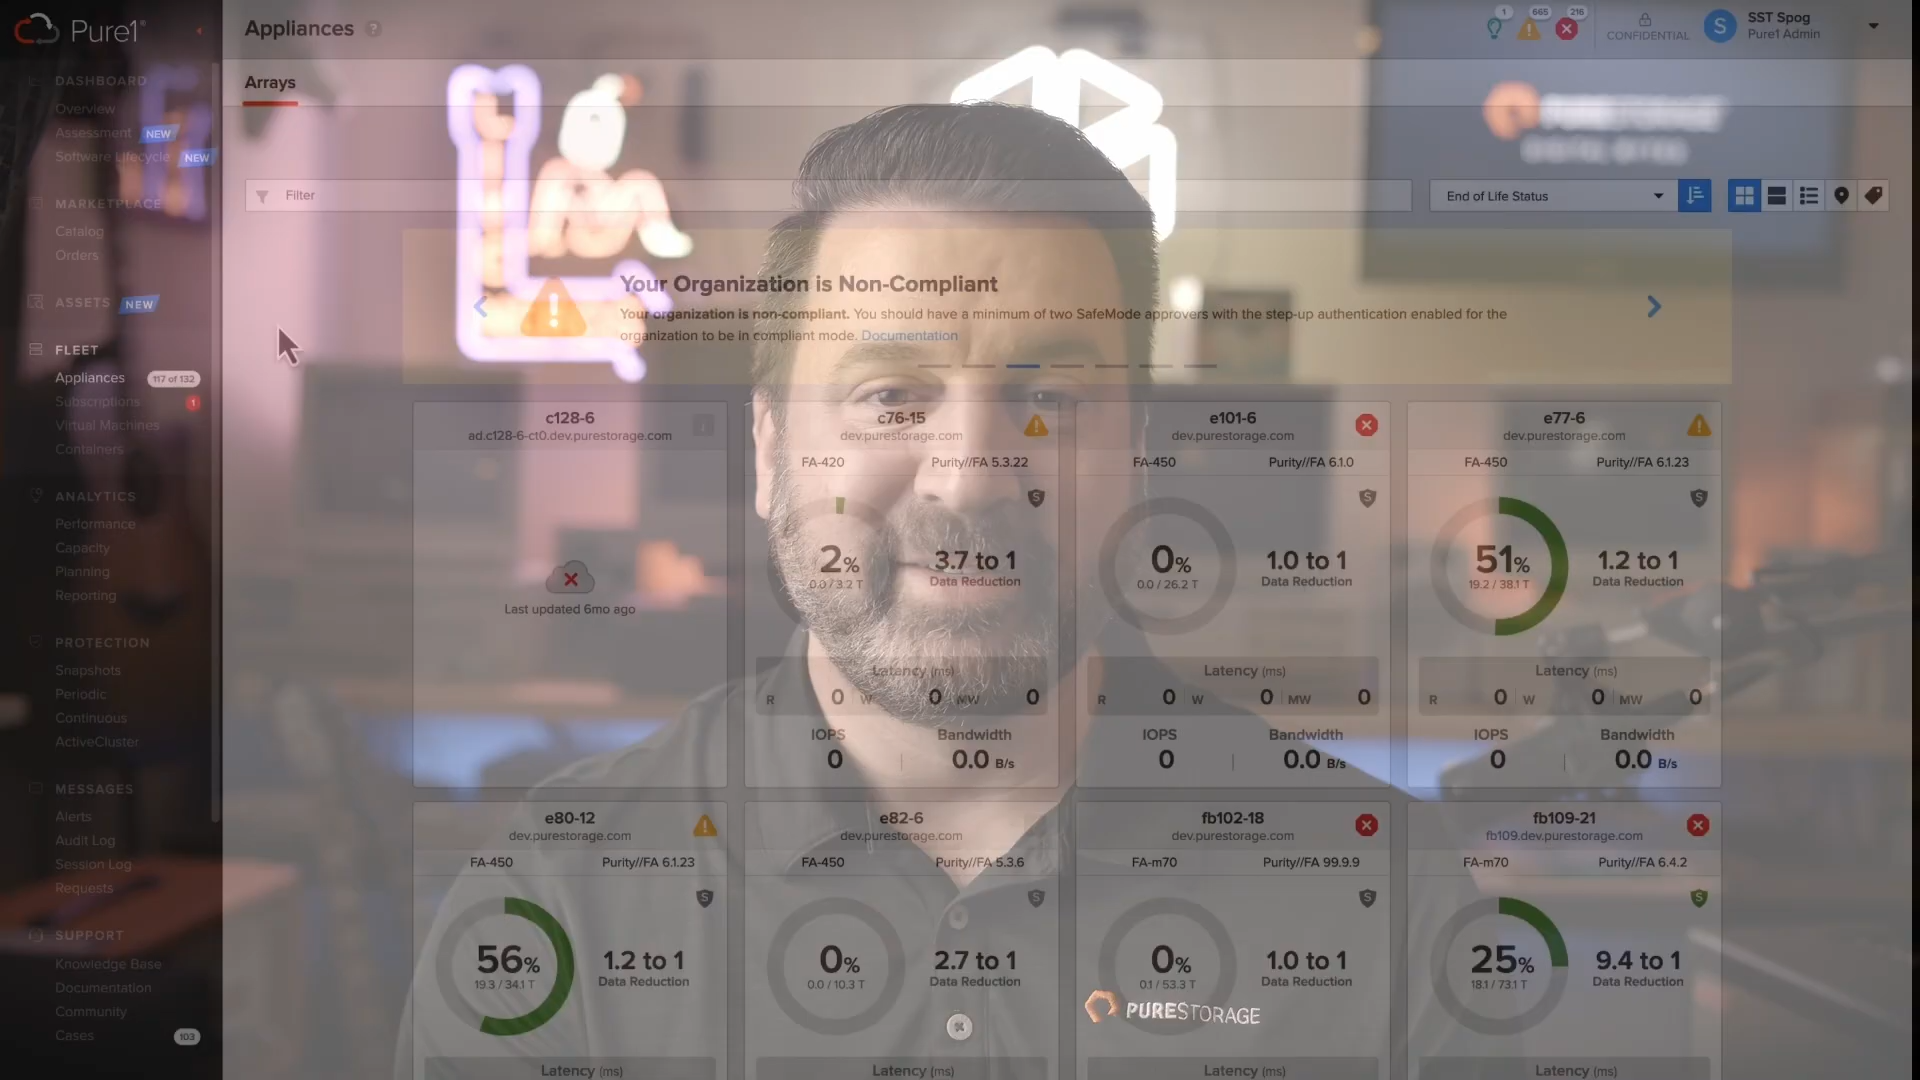 Pure1®
Appliances ?
1
665
216
CONFIDENTIAL
S
SST Spog
Pure1 Admin
DASHBOARD
Overview
Assessment NEW
Software Lifecycle NEW
MARKETPLACE
Catalog
Orders
ASSETS NEW
FLEET
Appliances 117 of 132
Subscriptions 1
Virtual Machines
Containers
ANALYTICS
Performance
Capacity
Planning
Reporting
PROTECTION
Snapshots
Periodic
Continuous
ActiveCluster
MESSAGES
Alerts
Audit Log
Session Log
Requests
SUPPORT
Knowledge Base
Documentation
Community
Cases 103
Arrays
PURESTORAGE
DIGITAL BITES
Filter
End of Life Status
Your Organization is Non-Compliant
Your organization is non-compliant. You should have a minimum of two SafeMode approvers with the step-up authentication enabled for the
organization to be in compliant mode. Documentation
c128-6
ad.c128-6-ct0.dev.purestorage.com
Last updated 6mo ago
c76-15
dev.purestorage.com
FA-420 Purity//FA 5.3.22
S
2% 3.7 to 1
0.0 / 3.2 T Data Reduction
Latency (ms)
R 0 W 0 MW 0
IOPS Bandwidth
0 0.0 B/s
e101-6
dev.purestorage.com
FA-450 Purity//FA 6.1.0
S
0% 1.0 to 1
0.0 / 26.2 T Data Reduction
Latency (ms)
R 0 W 0 MW 0
IOPS Bandwidth
0 0.0 B/s
e77-6
dev.purestorage.com
FA-450 Purity//FA 6.1.23
S
51% 1.2 to 1
19.2 / 38.1 T Data Reduction
Latency (ms)
R 0 W 0 MW 0
IOPS Bandwidth
0 0.0 B/s
e80-12
dev.purestorage.com
FA-450 Purity//FA 6.1.23
S
56% 1.2 to 1
19.3 / 34.1 T Data Reduction
Latency (ms)
e82-6
dev.purestorage.com
FA-450 Purity//FA 5.3.6
S
0% 2.7 to 1
0.0 / 10.3 T Data Reduction
Latency (ms)
fb102-18
dev.purestorage.com
FA-m70 Purity//FA 99.9.9
S
0% 1.0 to 1
0.1 / 53.3 T Data Reduction
PURESTORAGE
Latency (ms)
fb109-21
fb109.dev.purestorage.com
FA-m70 Purity//FA 6.4.2
S
25% 9.4 to 1
18.1 / 73.1 T Data Reduction
Latency (ms)